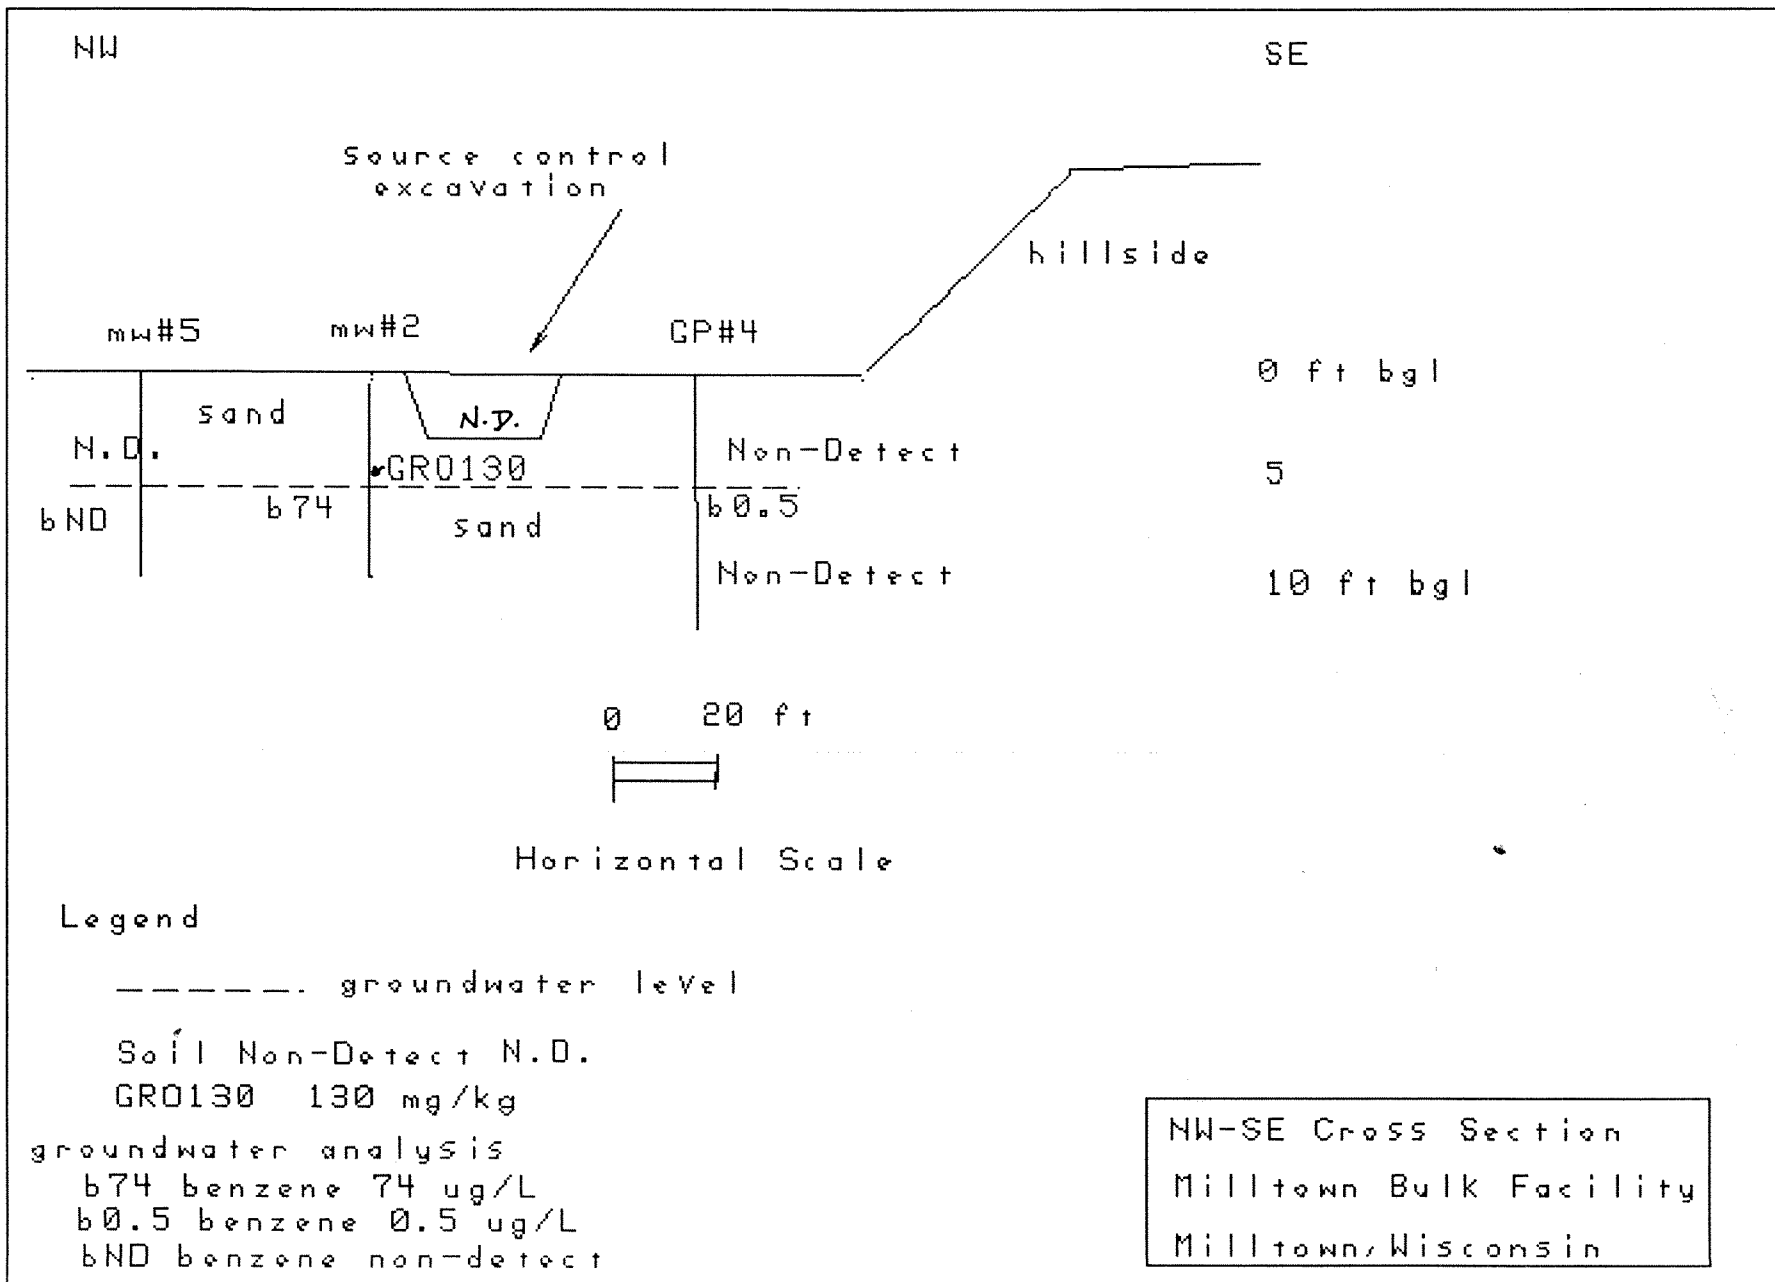 NW
SE
Source control
excavation
hillside
mw#5
mw#2
GP#4
0 ft bgl
sand
N.D.
N.D.
Non-Detect
GRO130
5
bND
b74
sand
b0.5
Non-Detect
10 ft bgl
0 20 ft
Horizontal Scale
Legend
groundwater leVel
Soil Non-Detect N.D.
GRO130 130 mg/kg
groundwater analysis
b74 benzene 74 ug/L
b0.5 benzene 0.5 ug/L
bND benzene non-detect
NW-SE Cross Section
Milltown Bulk Facility
Milltown, Wisconsin